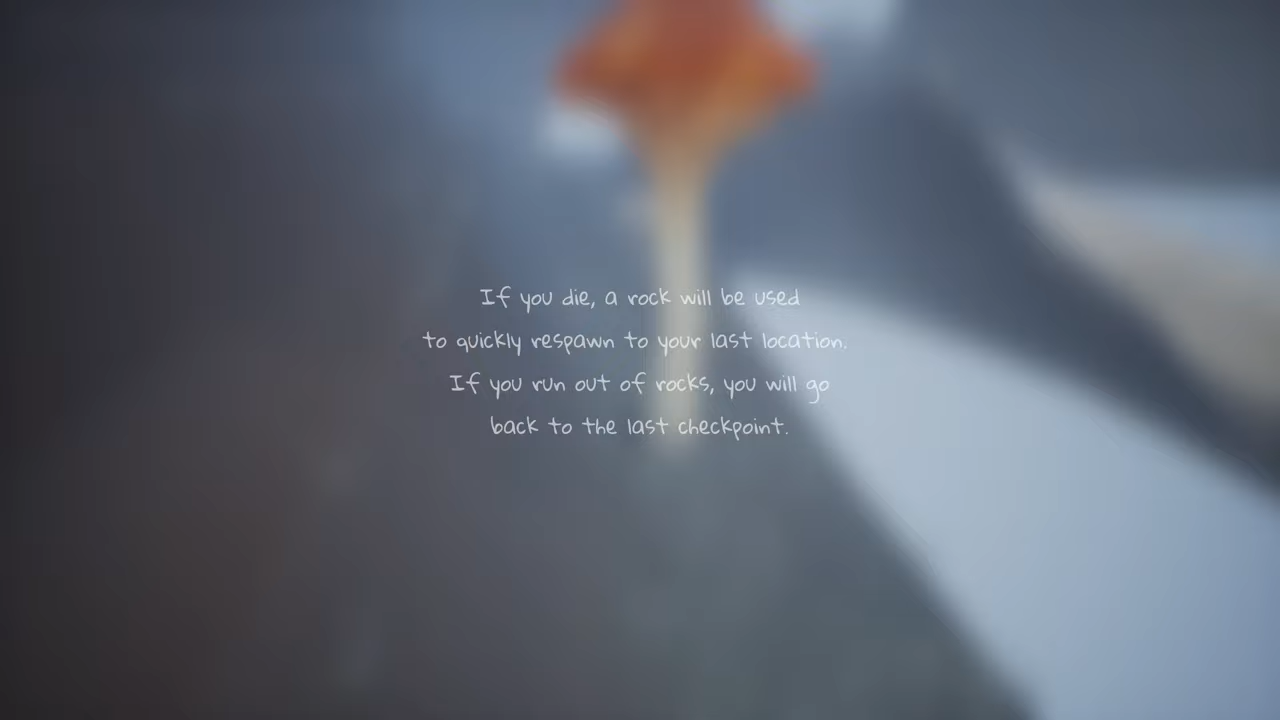 If you die, a rock will be used
to quickly respawn to your last location.
If you run out of rocks, you will go
back to the last checkpoint.